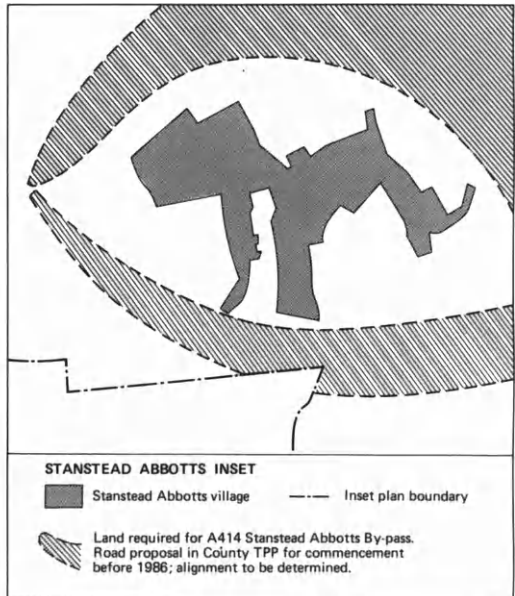 STANSTEAD ABBOTTS INSET
Stanstead Abbotts village
Inset plan boundary
Land required for A414 Stanstead Abbotts By-pass.
Road proposal in County TPP for commencement
before 1986; alignment to be determined.